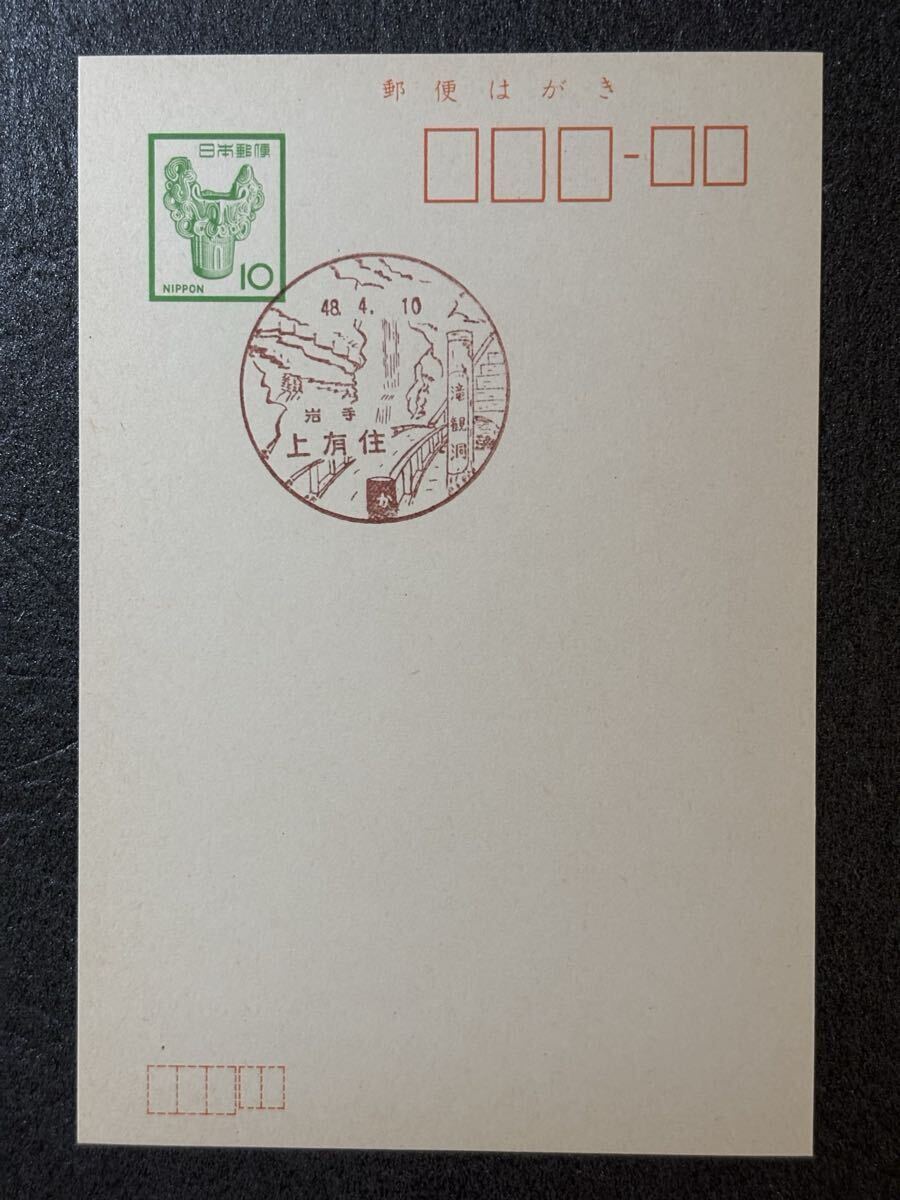 郵便はがき
日本郵便
NIPPON 10
48. 4. 10
岩手
上有住
滝観洞